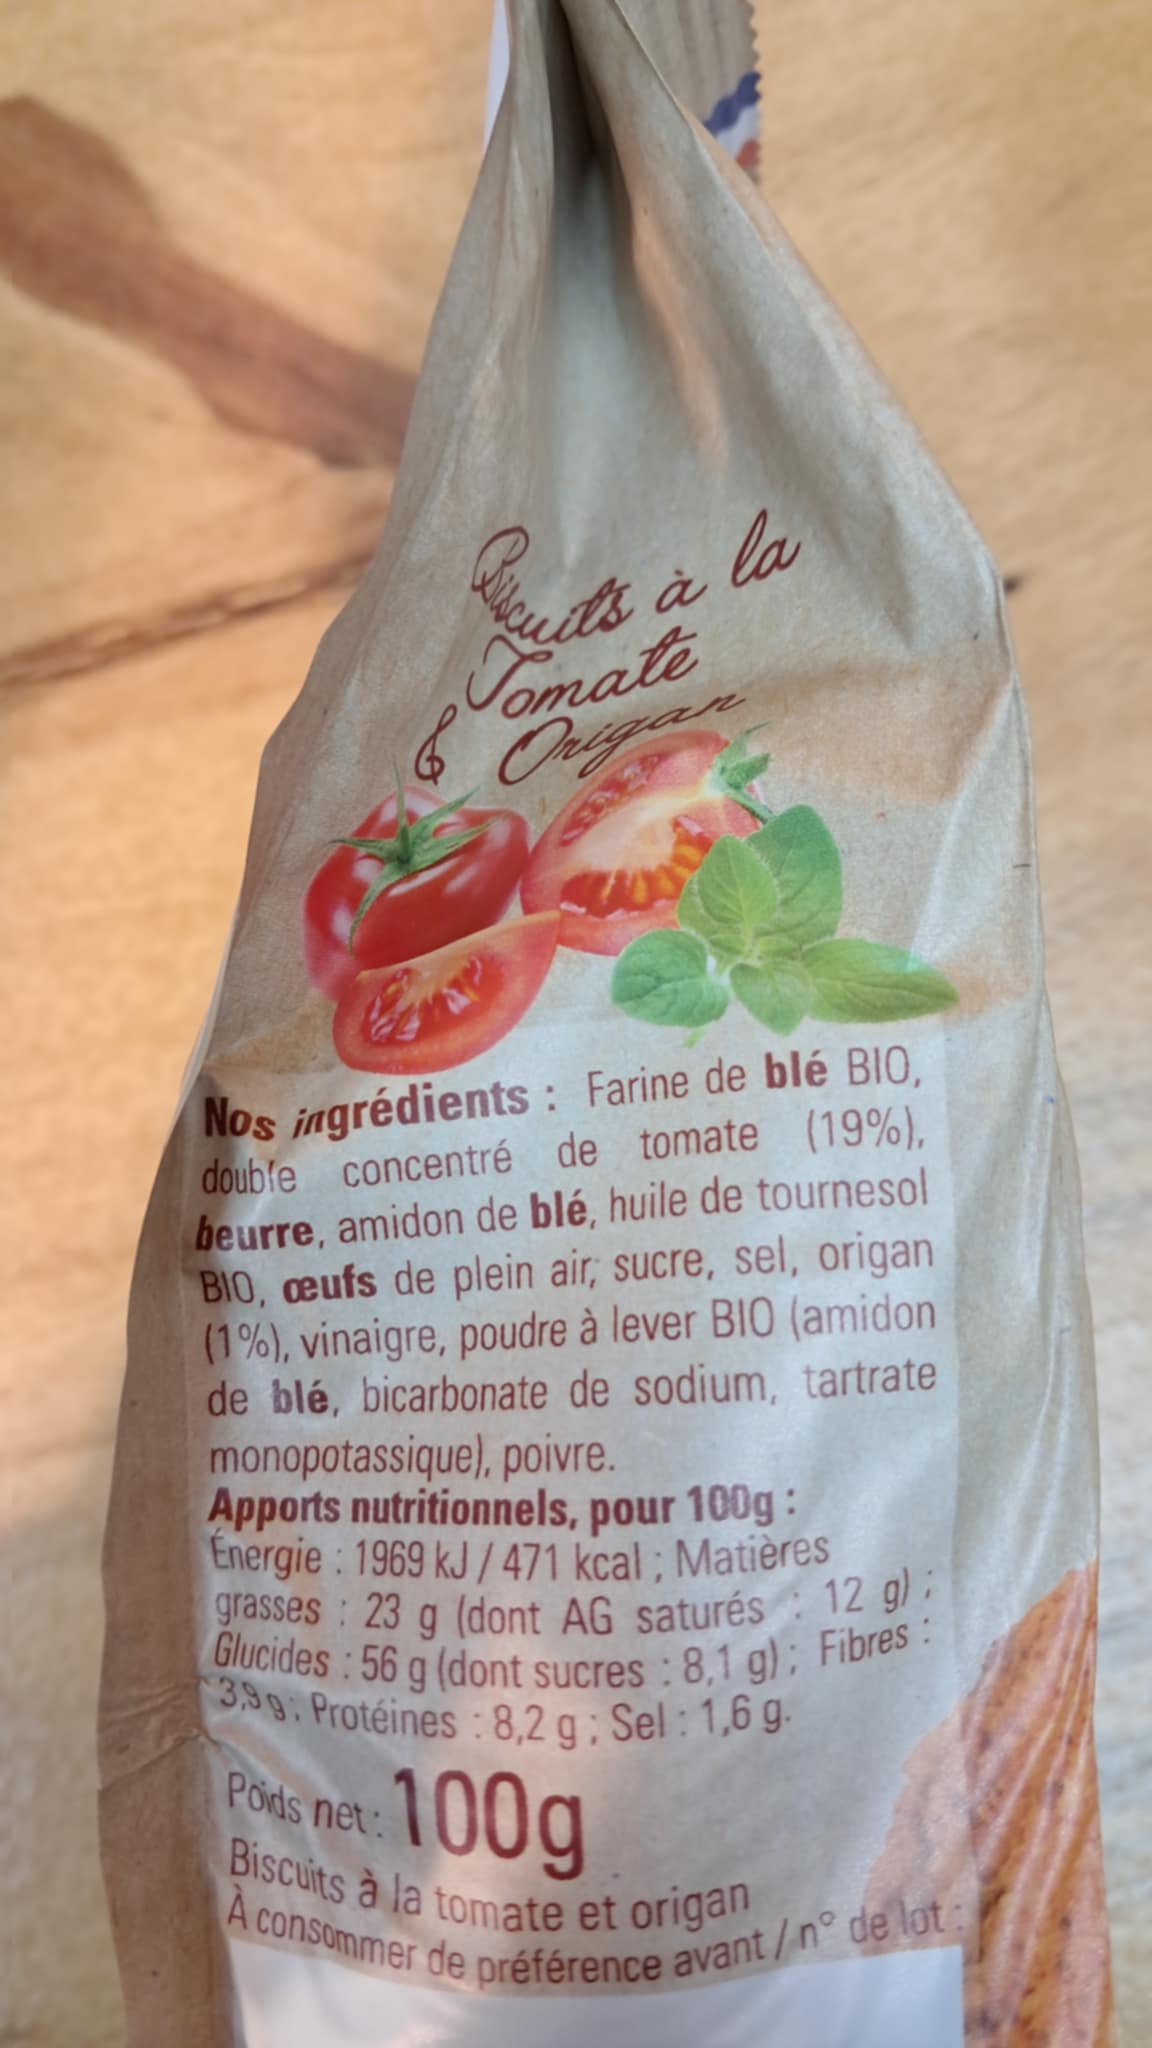 Biscuits à la
Tomate
& Origan
Nos ingrédients : Farine de blé BIO,
double concentré de tomate (19%),
beurre, amidon de blé, huile de tournesol
BIO, œufs de plein air, sucre, sel, origan
(1%), vinaigre, poudre à lever BIO (amidon
de blé, bicarbonate de sodium, tartrate
monopotassique), poivre.
Apports nutritionnels, pour 100g :
Énergie : 1969 kJ / 471 kcal ; Matières
grasses : 23 g (dont AG saturés : 12 g) ;
Glucides : 56 g (dont sucres : 8,1 g) ; Fibres :
3,9 g ; Protéines : 8,2 g ; Sel : 1,6 g.
Poids net : 100g
Biscuits à la tomate et origan
À consommer de préférence avant / n° de lot :